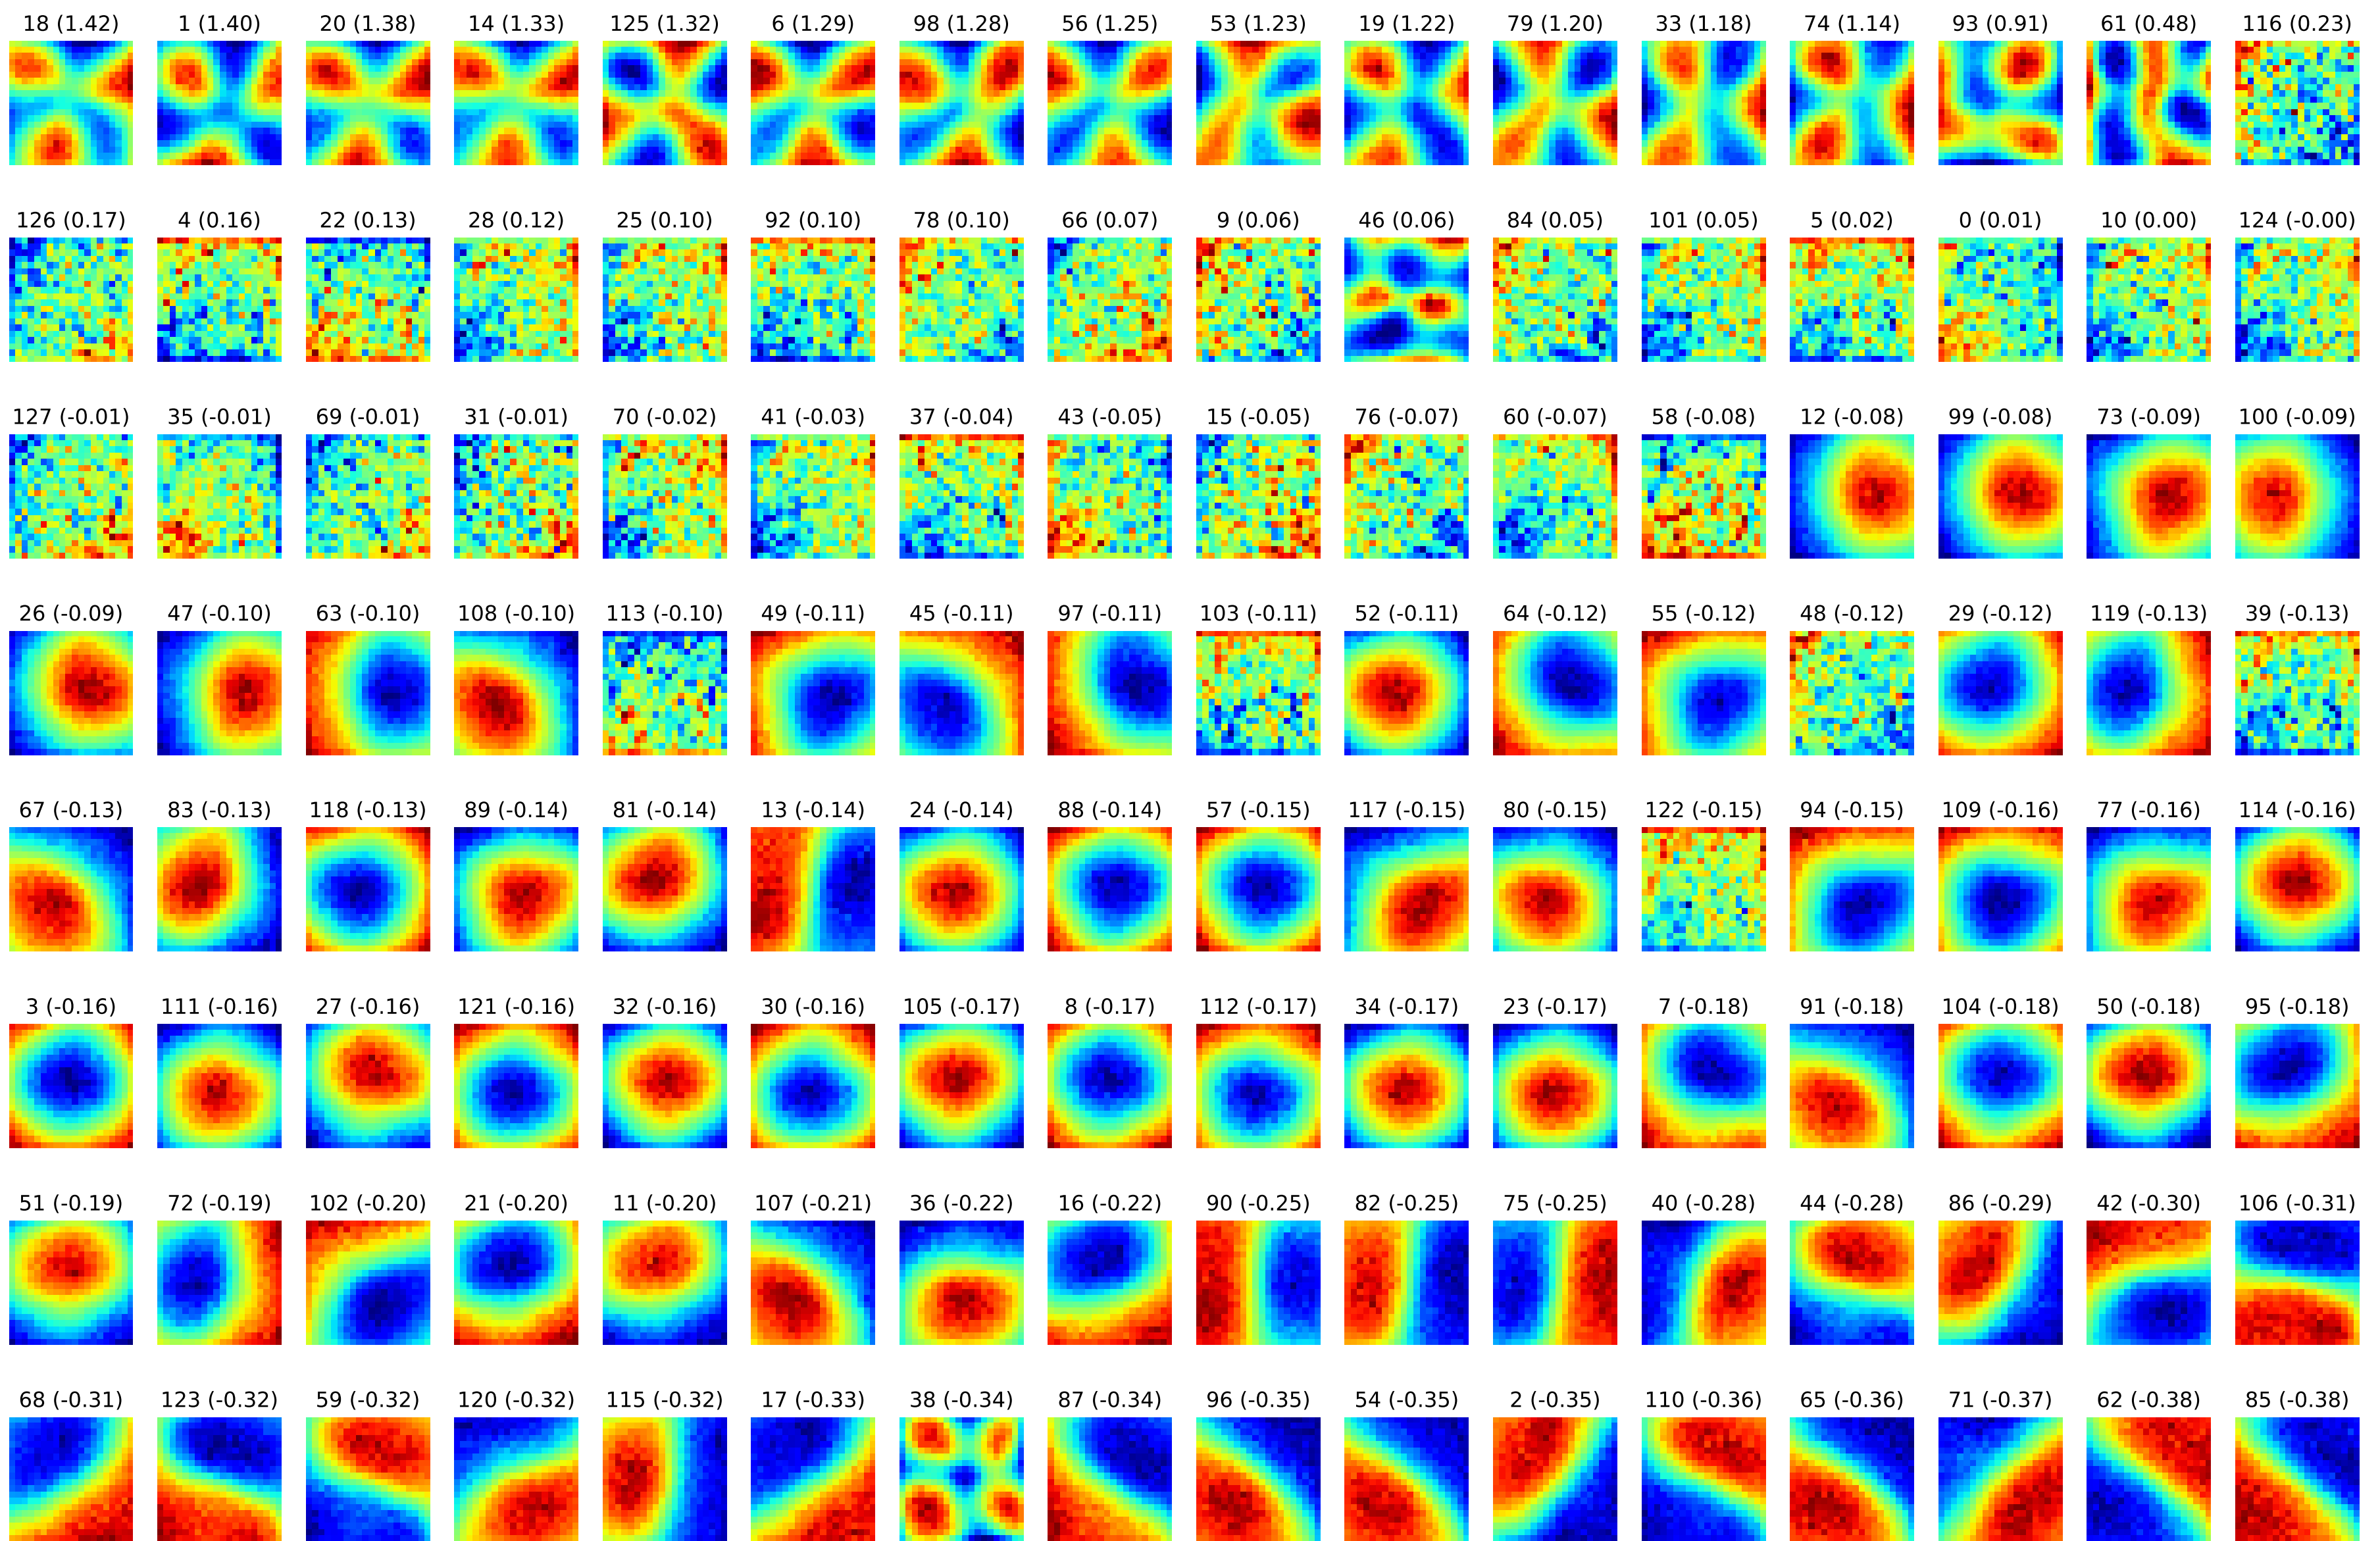 18 (1.42) 1 (1.40) 20 (1.38) 14 (1.33) 125 (1.32) 6 (1.29) 98 (1.28) 56 (1.25) 53 (1.23) 19 (1.22) 79 (1.20) 33 (1.18) 74 (1.14) 93 (0.91) 61 (0.48) 116 (0.23)
126 (0.17) 4 (0.16) 22 (0.13) 28 (0.12) 25 (0.10) 92 (0.10) 78 (0.10) 66 (0.07) 9 (0.06) 46 (0.06) 84 (0.05) 101 (0.05) 5 (0.02) 0 (0.01) 10 (0.00) 124 (-0.00)
127 (-0.01) 35 (-0.01) 69 (-0.01) 31 (-0.01) 70 (-0.02) 41 (-0.03) 37 (-0.04) 43 (-0.05) 15 (-0.05) 76 (-0.07) 60 (-0.07) 58 (-0.08) 12 (-0.08) 99 (-0.08) 73 (-0.09) 100 (-0.09)
26 (-0.09) 47 (-0.10) 63 (-0.10) 108 (-0.10) 113 (-0.10) 49 (-0.11) 45 (-0.11) 97 (-0.11) 103 (-0.11) 52 (-0.11) 64 (-0.12) 55 (-0.12) 48 (-0.12) 29 (-0.12) 119 (-0.13) 39 (-0.13)
67 (-0.13) 83 (-0.13) 118 (-0.13) 89 (-0.14) 81 (-0.14) 13 (-0.14) 24 (-0.14) 88 (-0.14) 57 (-0.15) 117 (-0.15) 80 (-0.15) 122 (-0.15) 94 (-0.15) 109 (-0.16) 77 (-0.16) 114 (-0.16)
3 (-0.16) 111 (-0.16) 27 (-0.16) 121 (-0.16) 32 (-0.16) 30 (-0.16) 105 (-0.17) 8 (-0.17) 112 (-0.17) 34 (-0.17) 23 (-0.17) 7 (-0.18) 91 (-0.18) 104 (-0.18) 50 (-0.18) 95 (-0.18)
51 (-0.19) 72 (-0.19) 102 (-0.20) 21 (-0.20) 11 (-0.20) 107 (-0.21) 36 (-0.22) 16 (-0.22) 90 (-0.25) 82 (-0.25) 75 (-0.25) 40 (-0.28) 44 (-0.28) 86 (-0.29) 42 (-0.30) 106 (-0.31)
68 (-0.31) 123 (-0.32) 59 (-0.32) 120 (-0.32) 115 (-0.32) 17 (-0.33) 38 (-0.34) 87 (-0.34) 96 (-0.35) 54 (-0.35) 2 (-0.35) 110 (-0.36) 65 (-0.36) 71 (-0.37) 62 (-0.38) 85 (-0.38)